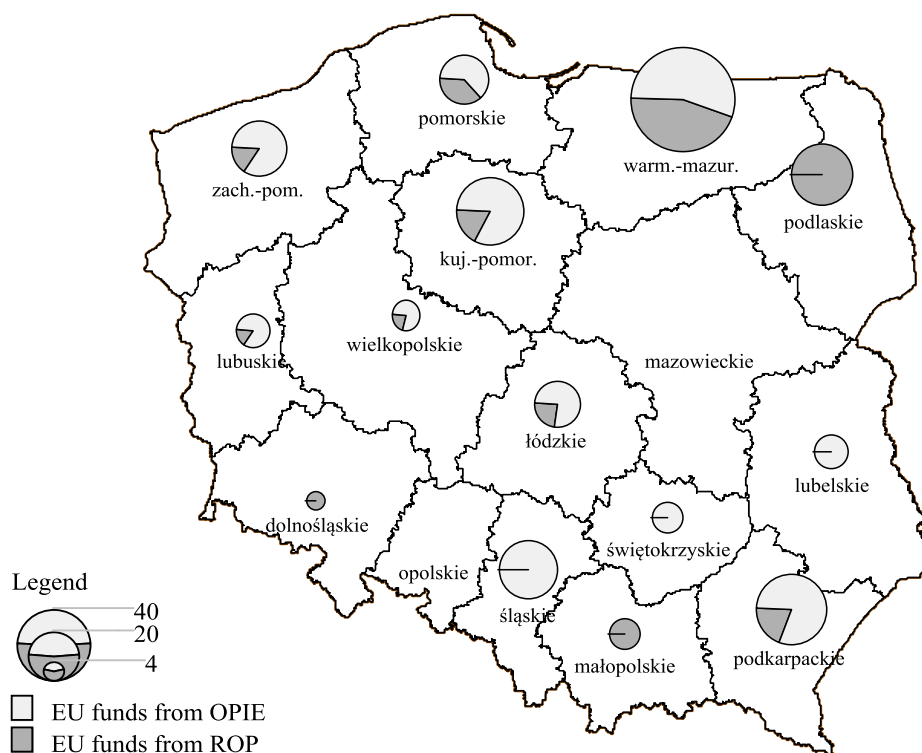 pomorskie
warm.-mazur.
zach.-pom.
podlaskie
kuj.-pomor.
lubuskie
wielkopolskie
mazowieckie
łódzkie
lubelskie
dolnośląskie
opolskie
świętokrzyskie
śląskie
małopolskie
podkarpackie
Legend
40
20
4
EU funds from OPIE
EU funds from ROP